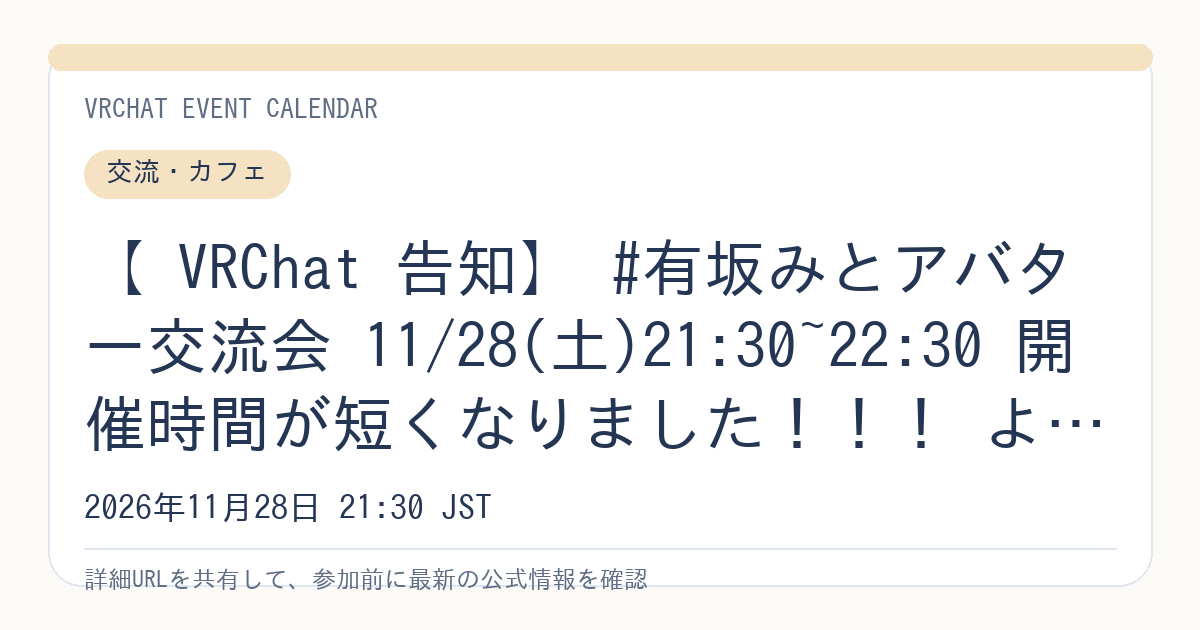 VRCHAT EVENT CALENDAR
交流・カフェ
【 VRChat 告知】 #有坂みとアバタ
ー交流会 11/28(土)21:30~22:30 開
催時間が短くなりました！！！ よ…
2026年11月28日 21:30 JST
詳細URLを共有して、参加前に最新の公式情報を確認